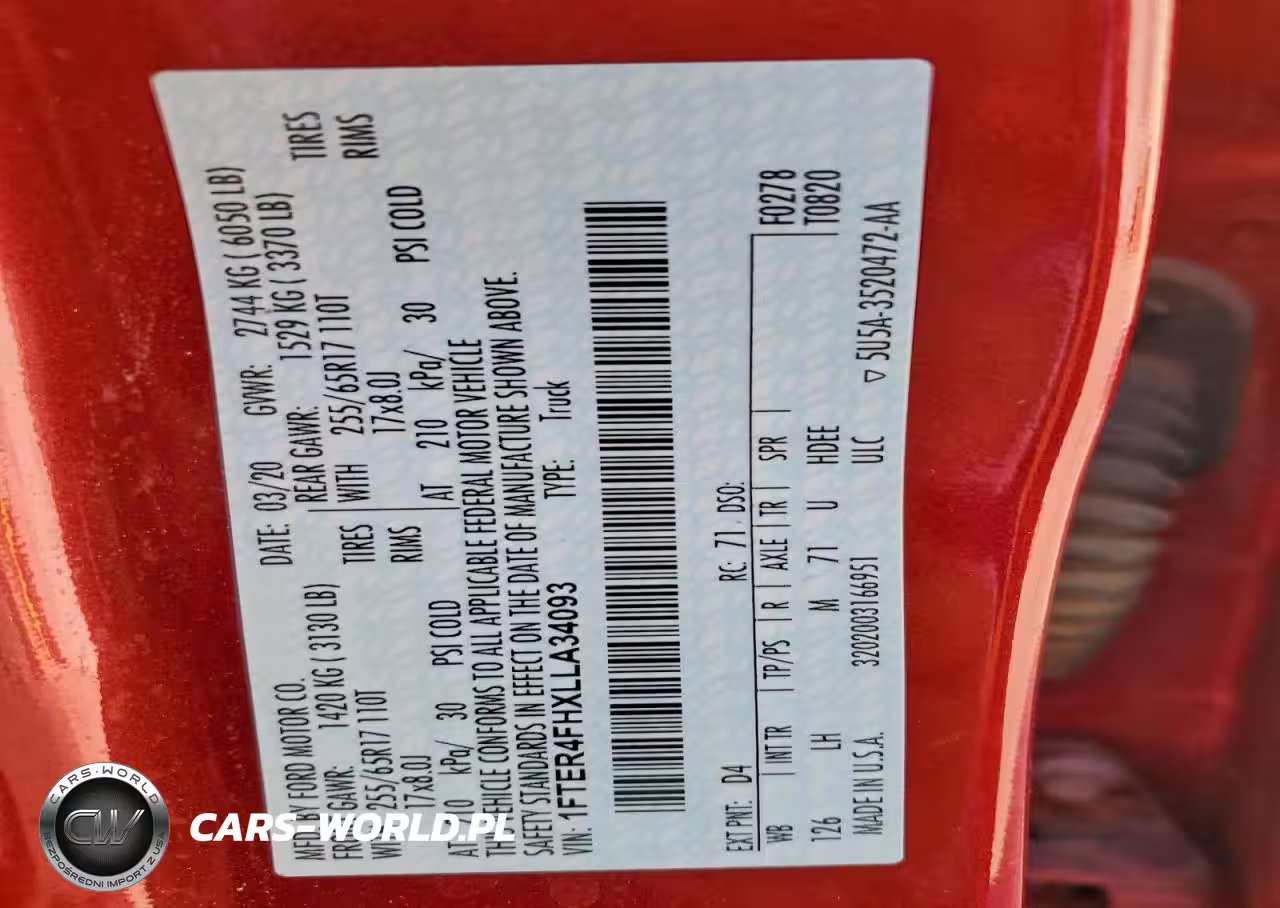 MFD. BY FORD MOTOR CO.
DATE: 03/20 GVWR: 2744 KG ( 6050 LB)
FR GAWR: 1420 KG ( 3130 LB)
REAR GAWR: 1529 KG ( 3370 LB)
255/65R17 110T TIRES
WITH 255/65R17 110T TIRES
17x8.0J RIMS
17x8.0J RIMS
AT 210 kPa/ 30 PSI COLD
AT 210 kPa/ 30 PSI COLD
THIS VEHICLE CONFORMS TO ALL APPLICABLE FEDERAL MOTOR VEHICLE
SAFETY STANDARDS IN EFFECT ON THE DATE OF MANUFACTURE SHOWN ABOVE.
VIN: 1FTER4FHXLLA34093 TYPE: Truck
EXT PNT: D4 RC: 71 DSO:
WB | INT TR | TP/PS | R | AXLE | TR | SPR | F0278
126 LH M 71 U HDEE T0820
MADE IN U.S.A. 3202003166951 ULC
▽ 5U5A-3520472-AA
CARS-WORLD
CW
BEZPOŚREDNI IMPORT Z USA
CARS-WORLD.PL